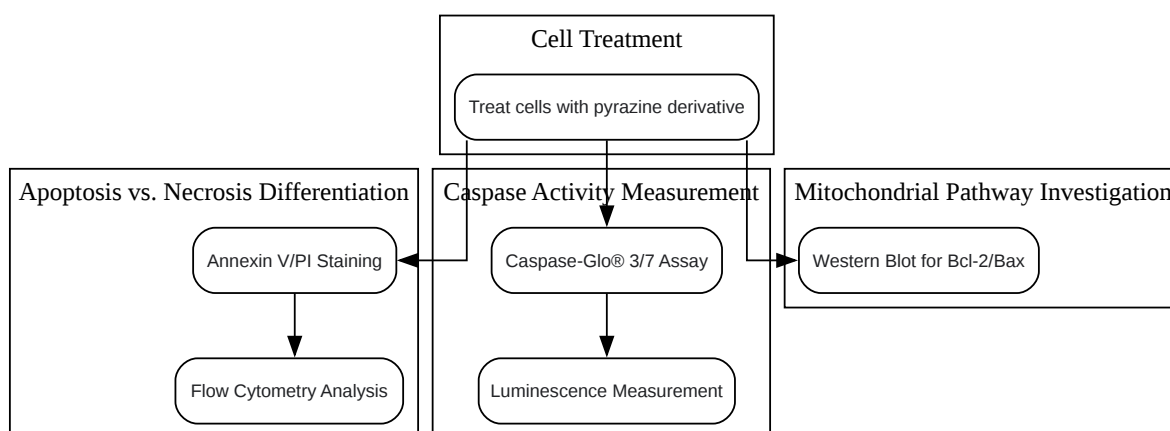 Cell Treatment
Treat cells with pyrazine derivative
Apoptosis vs. Necrosis Differentiation
Caspase Activity Measurement
Mitochondrial Pathway Investigation
Annexin V/PI Staining
Caspase-Glo® 3/7 Assay
Western Blot for Bcl-2/Bax
Flow Cytometry Analysis
Luminescence Measurement